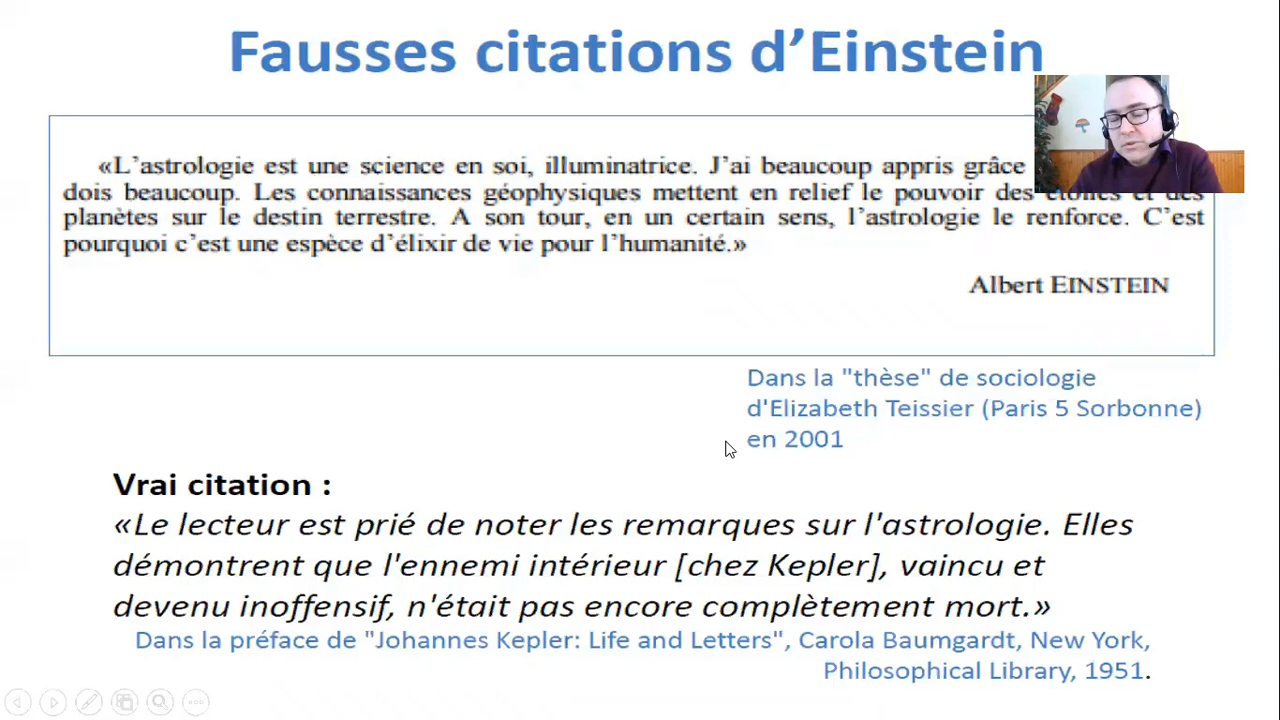 Fausses citations d’Einstein
«L’astrologie est une science en soi, illuminatrice. J’ai beaucoup appris grâce
dois beaucoup. Les connaissances géophysiques mettent en relief le pouvoir des étoiles et des
planètes sur le destin terrestre. A son tour, en un certain sens, l’astrologie le renforce. C’est
pourquoi c’est une espèce d’élixir de vie pour l’humanité.»
Albert EINSTEIN
Dans la "thèse" de sociologie
d'Elizabeth Teissier (Paris 5 Sorbonne)
en 2001
Vrai citation :
«Le lecteur est prié de noter les remarques sur l'astrologie. Elles
démontrent que l'ennemi intérieur [chez Kepler], vaincu et
devenu inoffensif, n'était pas encore complètement mort.»
Dans la préface de "Johannes Kepler: Life and Letters", Carola Baumgardt, New York,
Philosophical Library, 1951.